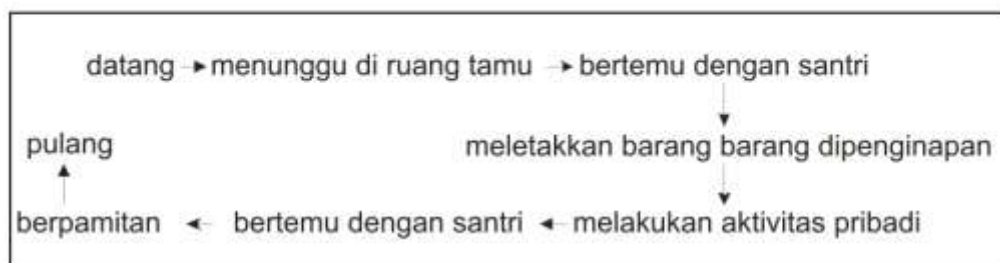 datang → menunggu di ruang tamu → bertemu dengan santri
pulang meletakkan barang barang dipenginapan
berpamitan ← bertemu dengan santri ← melakukan aktivitas pribadi